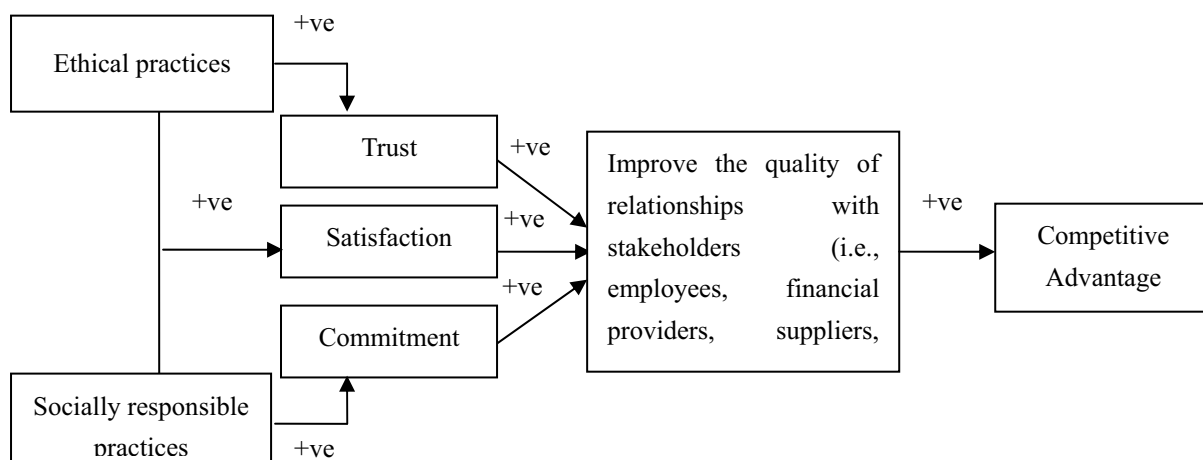 +ve
Ethical practices
Trust
+ve
+ve
Satisfaction
+ve
+ve
Commitment
Socially responsible
practices
+ve
Improve the quality of
relationships with
stakeholders (i.e.,
employees, financial
providers, suppliers,
+ve
Competitive
Advantage